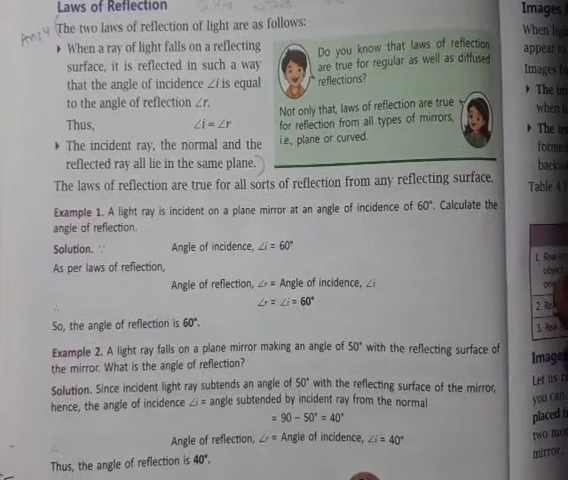 Laws of Reflection
Ans 4
The two laws of reflection of light are as follows:
When a ray of light falls on a reflecting
surface, it is reflected in such a way
that the angle of incidence ∠i is equal
to the angle of reflection ∠r.
Thus, ∠i = ∠r
The incident ray, the normal and the
reflected ray all lie in the same plane.
Do you know that laws of reflection
are true for regular as well as diffused
reflections?
Not only that, laws of reflection are true
for reflection from all types of mirrors,
i.e., plane or curved.
The laws of reflection are true for all sorts of reflection from any reflecting surface.
Example 1. A light ray is incident on a plane mirror at an angle of incidence of 60°. Calculate the
angle of reflection.
Solution. ∵ Angle of incidence, ∠i = 60°
As per laws of reflection,
Angle of reflection, ∠r = Angle of incidence, ∠i
∴ ∠r = ∠i = 60°
So, the angle of reflection is 60°.
Example 2. A light ray falls on a plane mirror making an angle of 50° with the reflecting surface of
the mirror. What is the angle of reflection?
Solution. Since incident light ray subtends an angle of 50° with the reflecting surface of the mirror,
hence, the angle of incidence ∠i = angle subtended by incident ray from the normal
= 90 – 50° = 40°
∴ Angle of reflection, ∠r = Angle of incidence, ∠i = 40°
Thus, the angle of reflection is 40°.
Images
When
appear
Images
The
when
The
formed
Table
1. Real
object
2.
3. Real
Image
Let us
you can
placed
two
mirror.